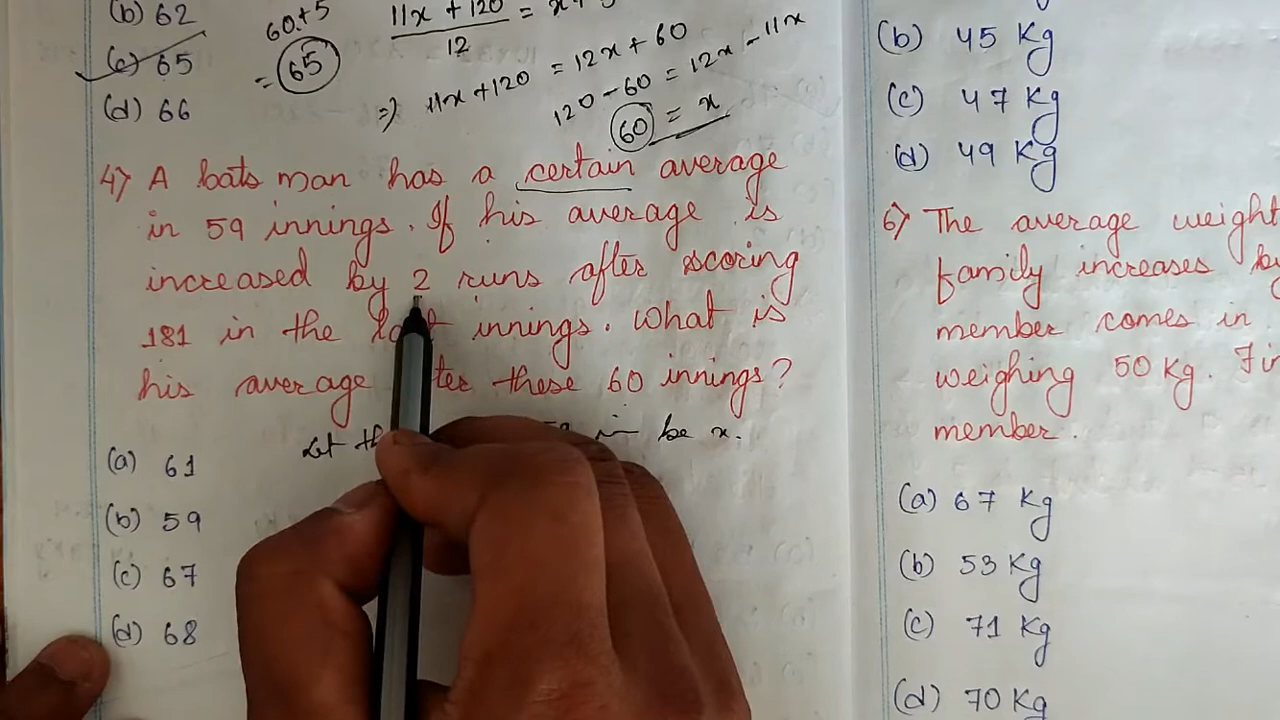 (b) 62
(c) 65
(d) 66
60+5
= 65
11x + 120 =
12
=) 11x + 120 = 12x + 60
120 - 60 = 12x - 11x
60 = x
4) A bats man has a certain average
in 59 innings. If his average is
increased by 2 runs after scoring
181 in the innings. What is
his average these 60 innings?
Let be x.
(a) 61
(b) 59
(c) 67
(d) 68
(b) 45 Kg
(c) 47 Kg
(d) 49 Kg
6) The average weight
family increases
member comes in
weighing 50 kg.
member.
(a) 67 Kg
(b) 53 Kg
(c) 71 Kg
(d) 70 Kg